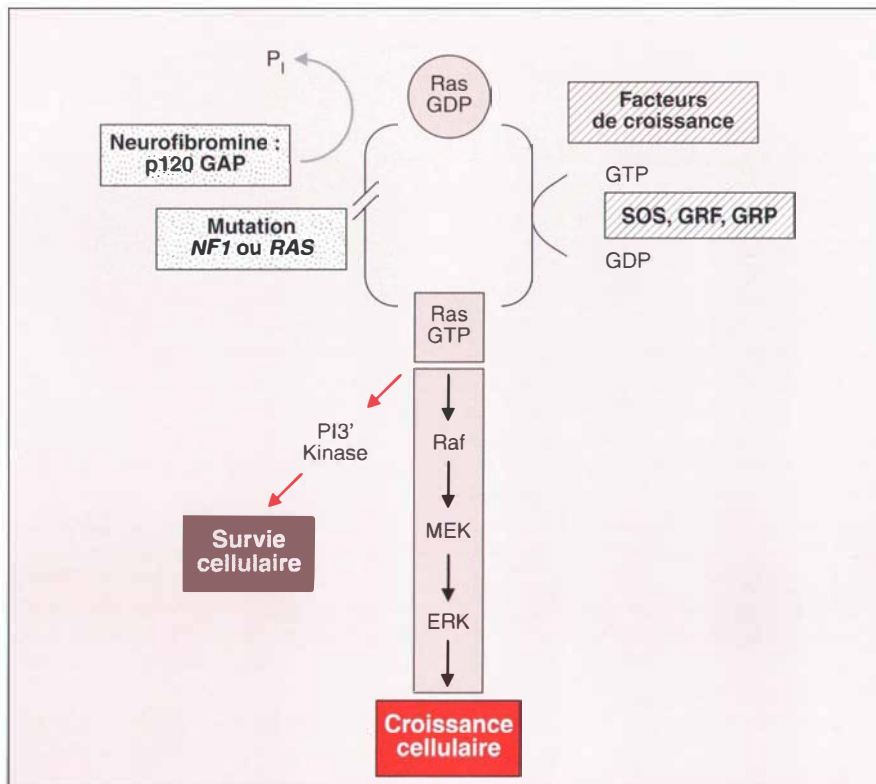 P_I
Ras
GDP
Facteurs
de croissance
Neurofibromine :
p120 GAP
GTP
Mutation
NF1 ou RAS
SOS, GRF, GRP
GDP
Ras
GTP
PI3'
Kinase
Raf
Survie
cellulaire
MEK
ERK
Croissance
cellulaire